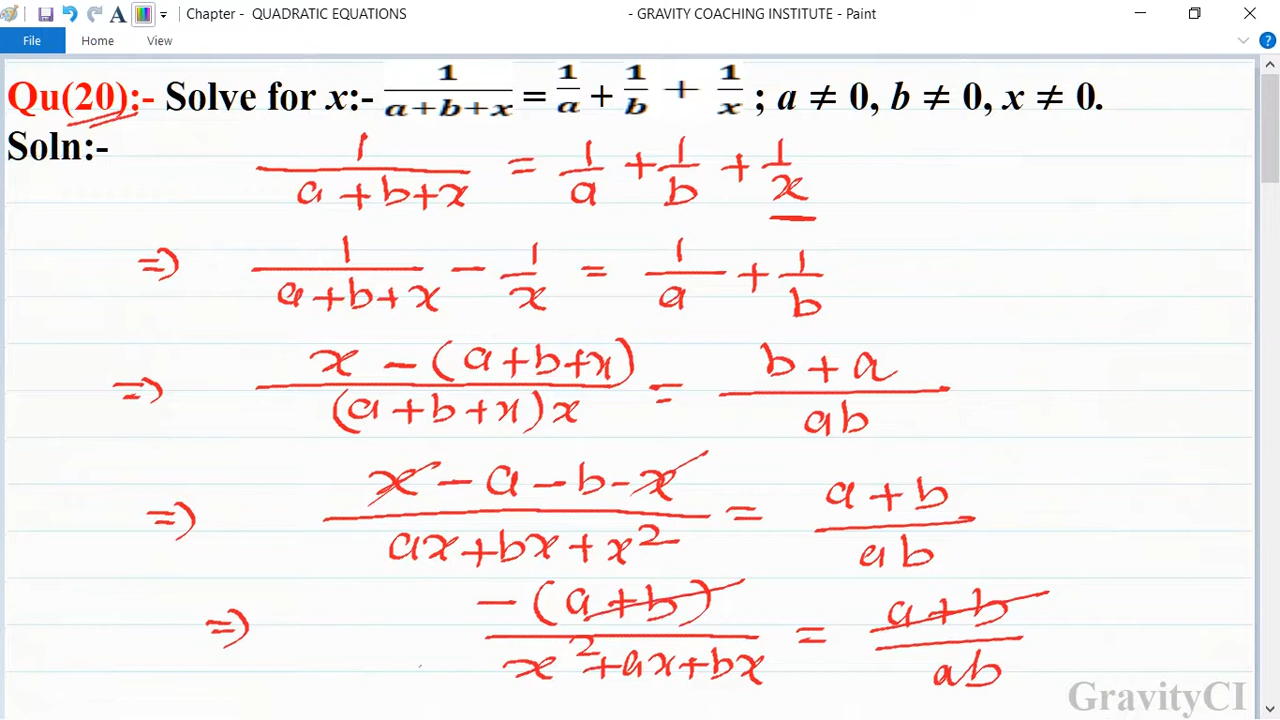 Chapter - QUADRATIC EQUATIONS - GRAVITY COACHING INSTITUTE - Paint
File Home View
Qu(20):- Solve for x:- 1/(a+b+x) = 1/a + 1/b + 1/x ; a ≠ 0, b ≠ 0, x ≠ 0.
Soln:-
1/(a+b+x) = 1/a + 1/b + 1/x
=> 1/(a+b+x) - 1/x = 1/a + 1/b
=> (x - (a+b+x))/((a+b+x)x) = (b+a)/(ab)
=> (x - a - b - x)/(ax+bx+x²) = (a+b)/(ab)
=> -(a+b)/(x²+ax+bx) = (a+b)/(ab)
GravityCI